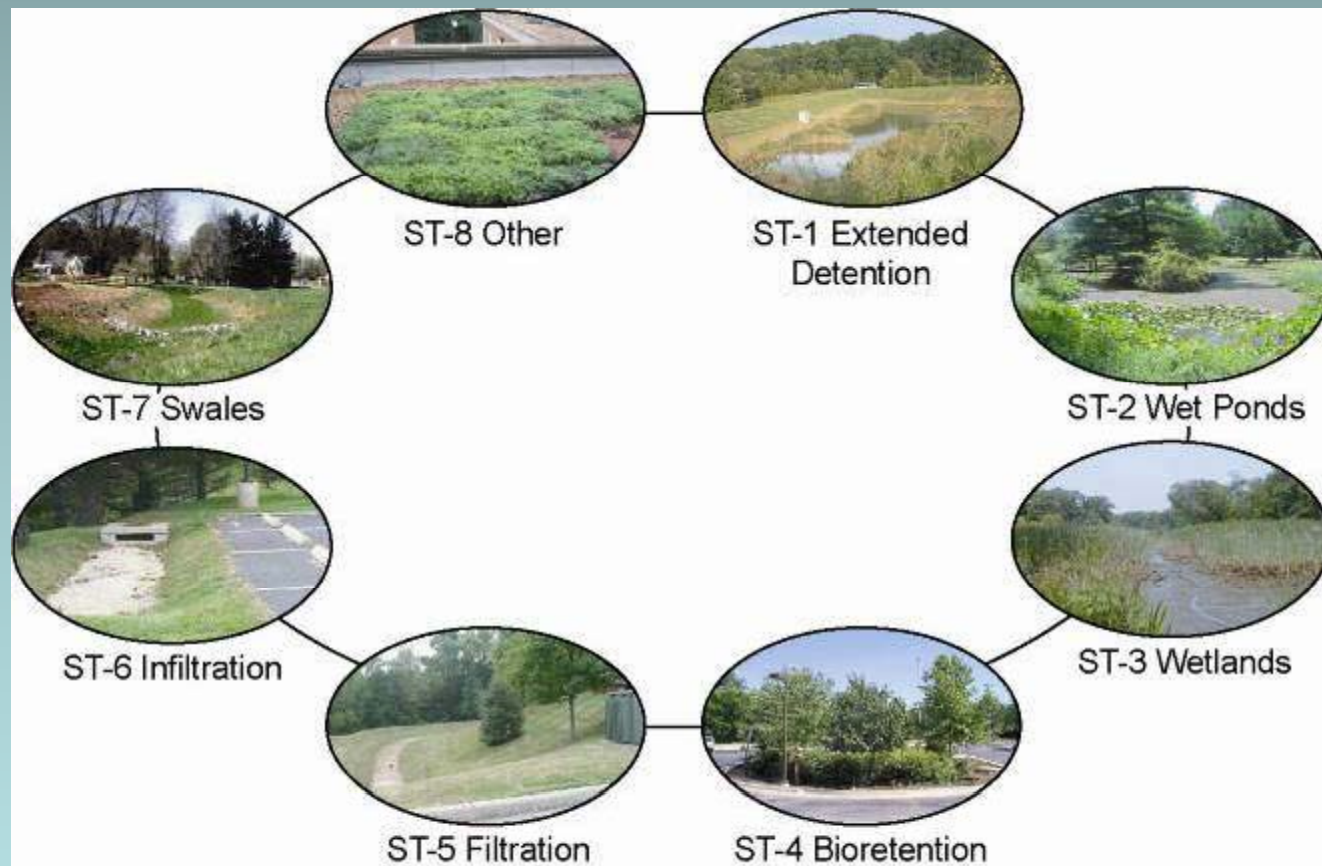 ST-8 Other
ST-1 Extended
Detention
ST-7 Swales
ST-2 Wet Ponds
ST-6 Infiltration
ST-3 Wetlands
ST-5 Filtration
ST-4 Bioretention